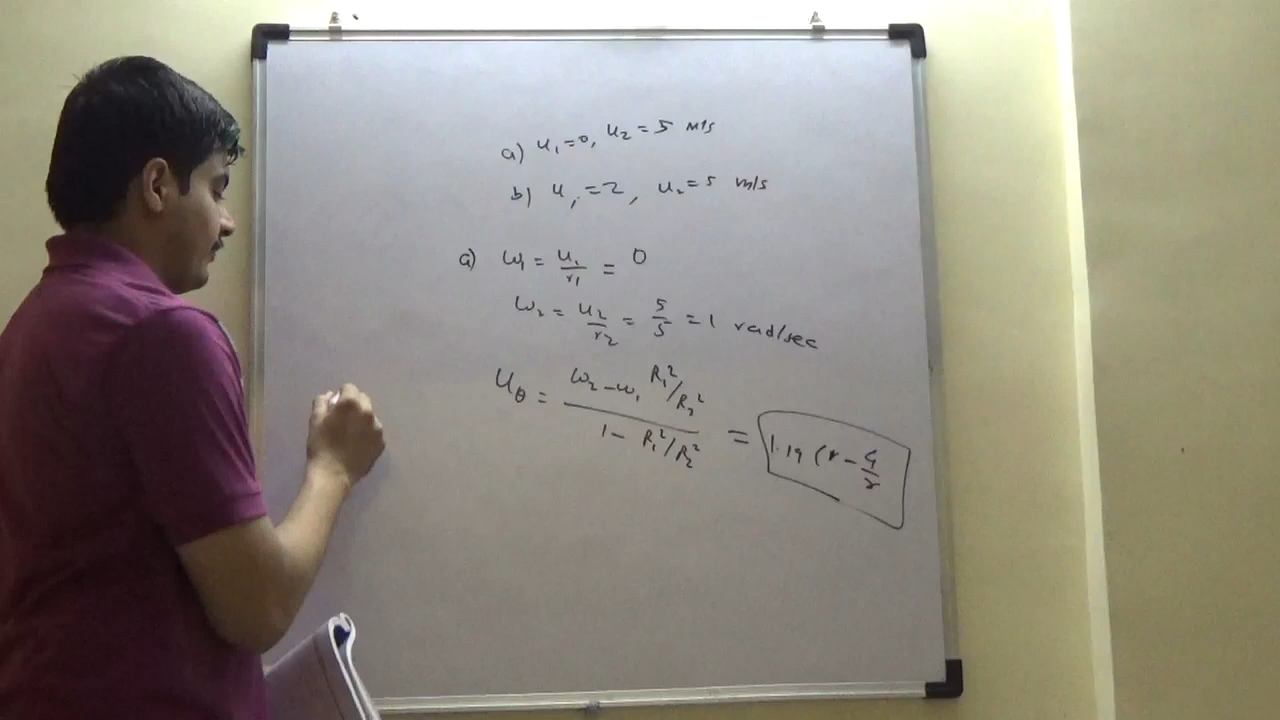 a) u₁=0, u₂=5 m/s
b) u₁=2, u₂=5 m/s
a) ω₁ = u₁/r₁ = 0
ω₂ = u₂/r₂ = 5/5 = 1 rad/sec
u_θ = (ω₂-ω₁ R₁²/R₂²)/(1- R₁²/R₂²) = 1.19 (r - 4/r